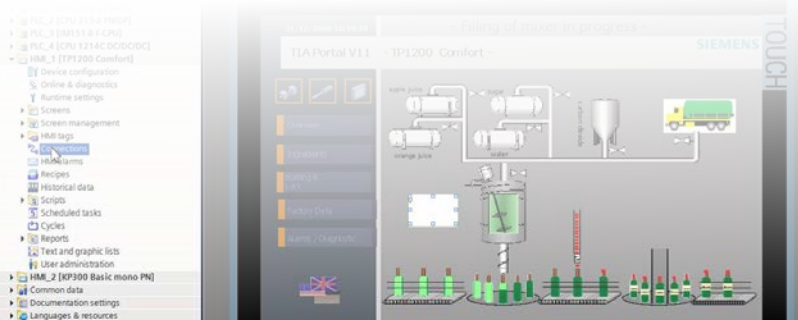 PLC_4 [CPU 1214C DC/DC/DC]
HMI_1 [TP1200 Comfort]
Device configuration
Online & diagnostics
Runtime settings
Screens
Screen management
HMI tags
Connections
HMI alarms
Recipes
Historical data
Scripts
Scheduled tasks
Cycles
Reports
Text and graphic lists
User administration
HMI_2 [KP300 Basic mono PN]
Common data
Documentation settings
Languages & resources
- Filling of mixer in progress -
TIA Portal V11 - TP1200 Comfort -
SIEMENS
TOUCH
apple juice
sugar
orange juice
water